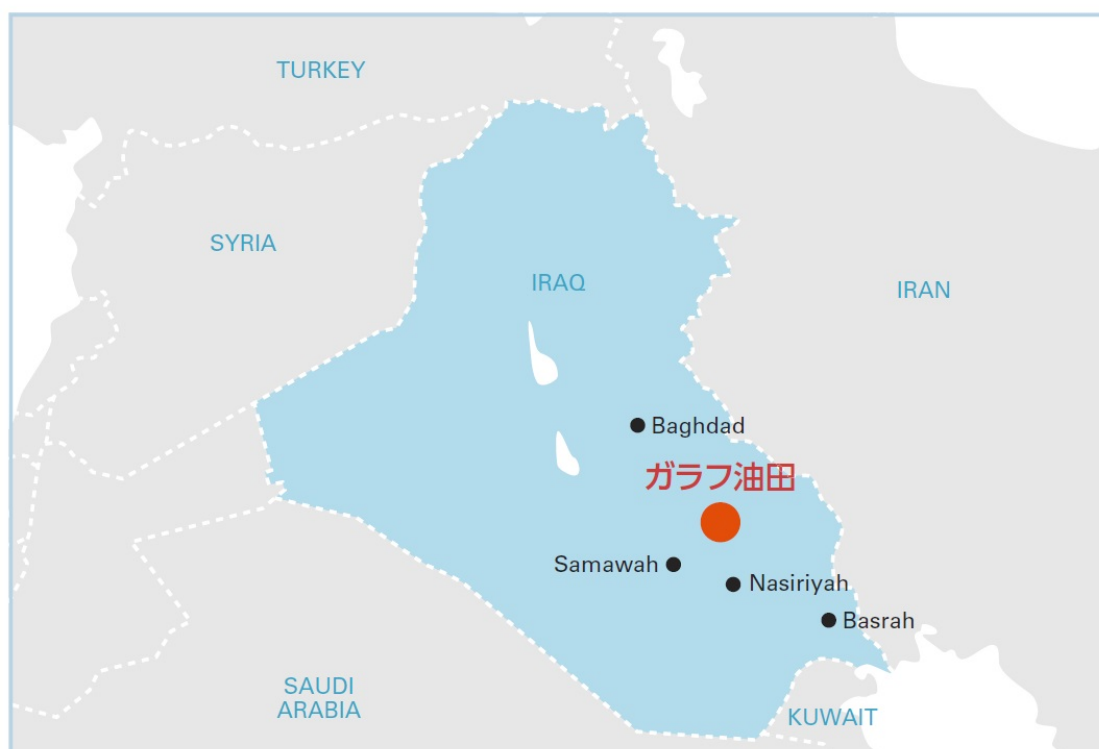 TURKEY
SYRIA
IRAQ
IRAN
Baghdad
ガラフ油田
Samawah
Nasiriyah
Basrah
SAUDI
ARABIA
KUWAIT